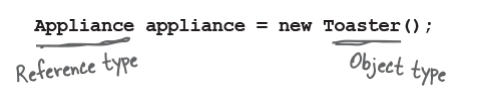 Appliance appliance = new Toaster();
Reference type
Object type